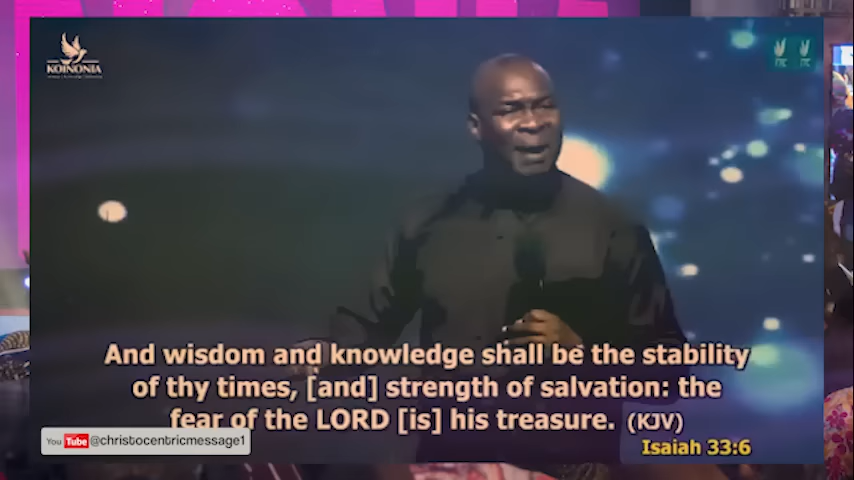 KOINONIA
And wisdom and knowledge shall be the stability
of thy times, [and] strength of salvation: the
fear of the LORD [is] his treasure. (KJV)
Isaiah 33:6
You Tube @christocentricmessage1